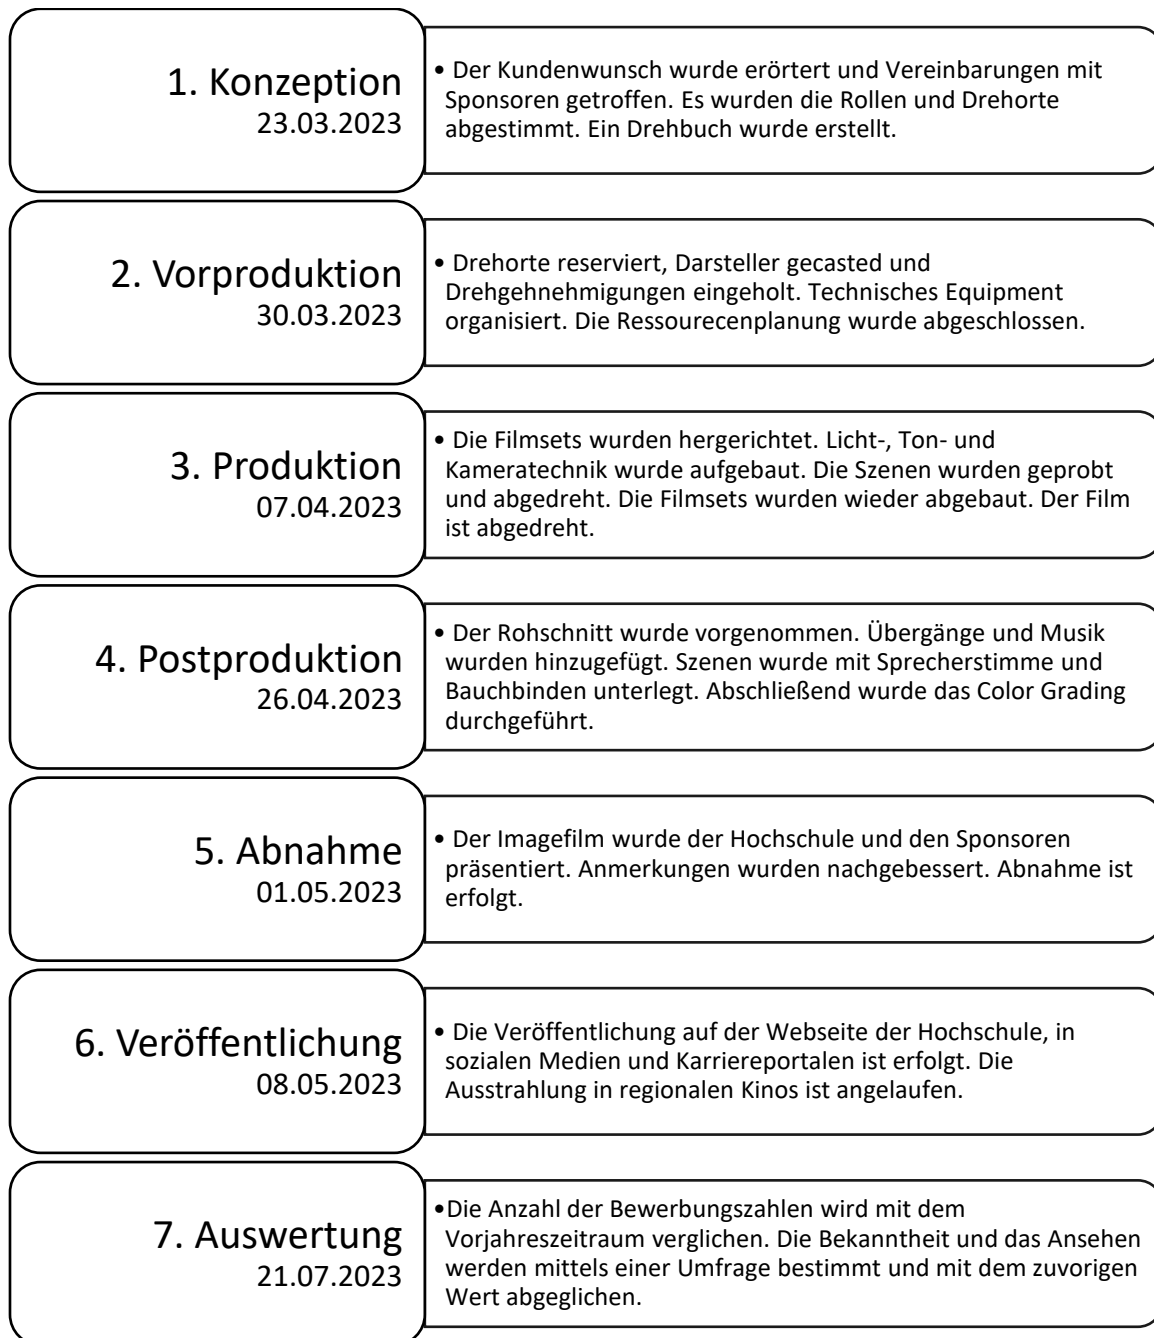 1. Konzeption
23.03.2023
• Der Kundenwunsch wurde erörtert und Vereinbarungen mit
Sponsoren getroffen. Es wurden die Rollen und Drehorte
abgestimmt. Ein Drehbuch wurde erstellt.
2. Vorproduktion
30.03.2023
• Drehorte reserviert, Darsteller gecasted und
Drehgehnehmigungen eingeholt. Technisches Equipment
organisiert. Die Ressourecenplanung wurde abgeschlossen.
3. Produktion
07.04.2023
• Die Filmsets wurden hergerichtet. Licht-, Ton- und
Kameratechnik wurde aufgebaut. Die Szenen wurden geprobt
und abgedreht. Die Filmsets wurden wieder abgebaut. Der Film
ist abgedreht.
4. Postproduktion
26.04.2023
• Der Rohschnitt wurde vorgenommen. Übergänge und Musik
wurden hinzugefügt. Szenen wurde mit Sprecherstimme und
Bauchbinden unterlegt. Abschließend wurde das Color Grading
durchgeführt.
5. Abnahme
01.05.2023
• Der Imagefilm wurde der Hochschule und den Sponsoren
präsentiert. Anmerkungen wurden nachgebessert. Abnahme ist
erfolgt.
6. Veröffentlichung
08.05.2023
• Die Veröffentlichung auf der Webseite der Hochschule, in
sozialen Medien und Karriereportalen ist erfolgt. Die
Ausstrahlung in regionalen Kinos ist angelaufen.
7. Auswertung
21.07.2023
•Die Anzahl der Bewerbungszahlen wird mit dem
Vorjahreszeitraum verglichen. Die Bekanntheit und das Ansehen
werden mittels einer Umfrage bestimmt und mit dem zuvorigen
Wert abgeglichen.